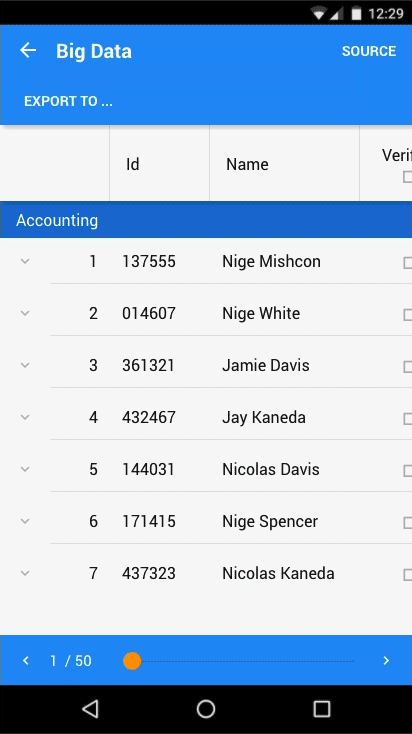 12:29
Big Data SOURCE
EXPORT TO ...
Id Name Verif
Accounting
1 137555 Nige Mishcon
2 014607 Nige White
3 361321 Jamie Davis
4 432467 Jay Kaneda
5 144031 Nicolas Davis
6 171415 Nige Spencer
7 437323 Nicolas Kaneda
1 / 50